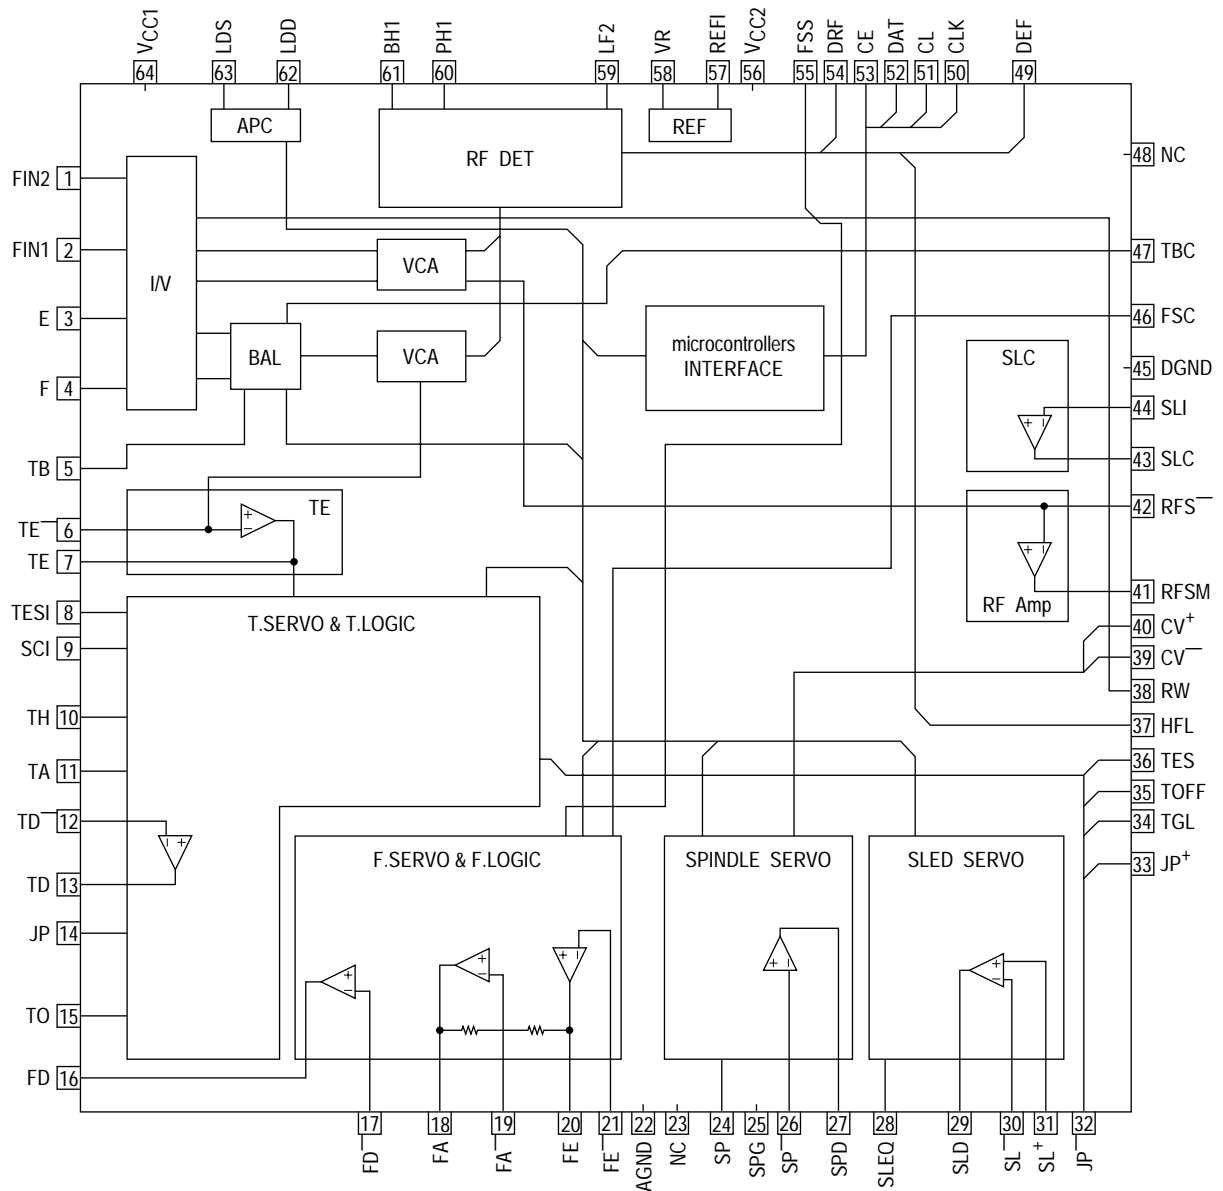 VCC1 LDS LDD BH1 PH1 LF2 VR REFI VCC2 FSS DRF CE DAT CL CLK DEF
64 63 62 61 60 59 58 57 56 55 54 53 52 51 50 49
APC
RF DET
REF
48 NC
FIN2 1
FIN1 2
I/V
VCA
47 TBC
E 3
46 FSC
BAL
VCA
microcontrollers
INTERFACE
SLC
45 DGND
F 4
44 SLI
+ −
43 SLC
TB 5
TE
42 RFS‾
TE‾ 6
+
−
TE 7
+ −
RF Amp
41 RFSM
TESI 8
T.SERVO & T.LOGIC
40 CV+
SCI 9
39 CV‾
38 RW
TH 10
37 HFL
TA 11
36 TES
35 TOFF
TD‾ 12
34 TGL
− +
F.SERVO & F.LOGIC
SPINDLE SERVO
SLED SERVO
33 JP+
TD 13
JP 14
+
−
+
−
+ −
+ −
+
−
TO 15
FD 16
17 18 19 20 21 22 23 24 25 26 27 28 29 30 31 32
FD‾ FA FA‾ FE FE‾ AGND NC SP SPG SP‾ SPD SLEQ SLD SL‾ SL+ JP‾